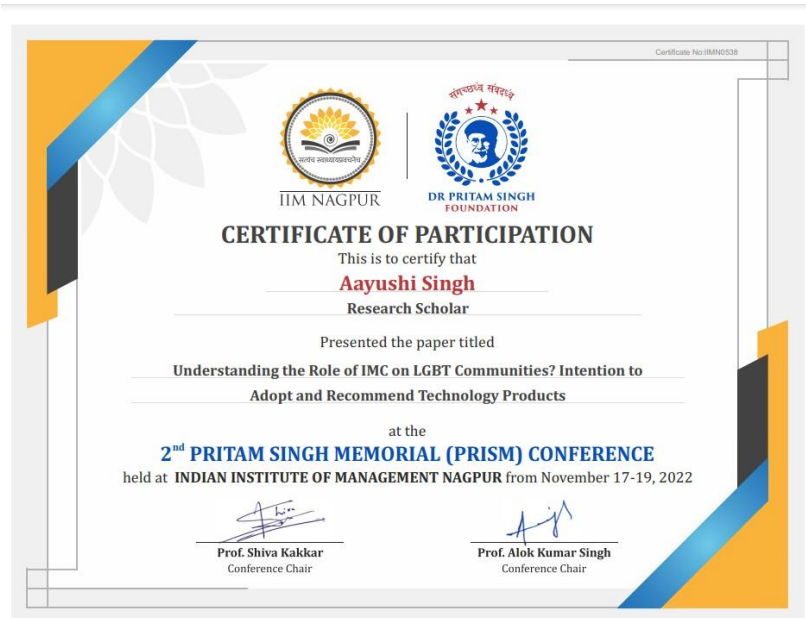 Certificate No:IIMN0538
संगच्छध्वं संवदध्वं
सत्यंच स्वाध्यायप्रवचनेच
IIM NAGPUR
DR PRITAM SINGH
FOUNDATION
CERTIFICATE OF PARTICIPATION
This is to certify that
Aayushi Singh
Research Scholar
Presented the paper titled
Understanding the Role of IMC on LGBT Communities? Intention to
Adopt and Recommend Technology Products
at the
2nd PRITAM SINGH MEMORIAL (PRISM) CONFERENCE
held at INDIAN INSTITUTE OF MANAGEMENT NAGPUR from November 17-19, 2022
Prof. Shiva Kakkar
Conference Chair
Prof. Alok Kumar Singh
Conference Chair